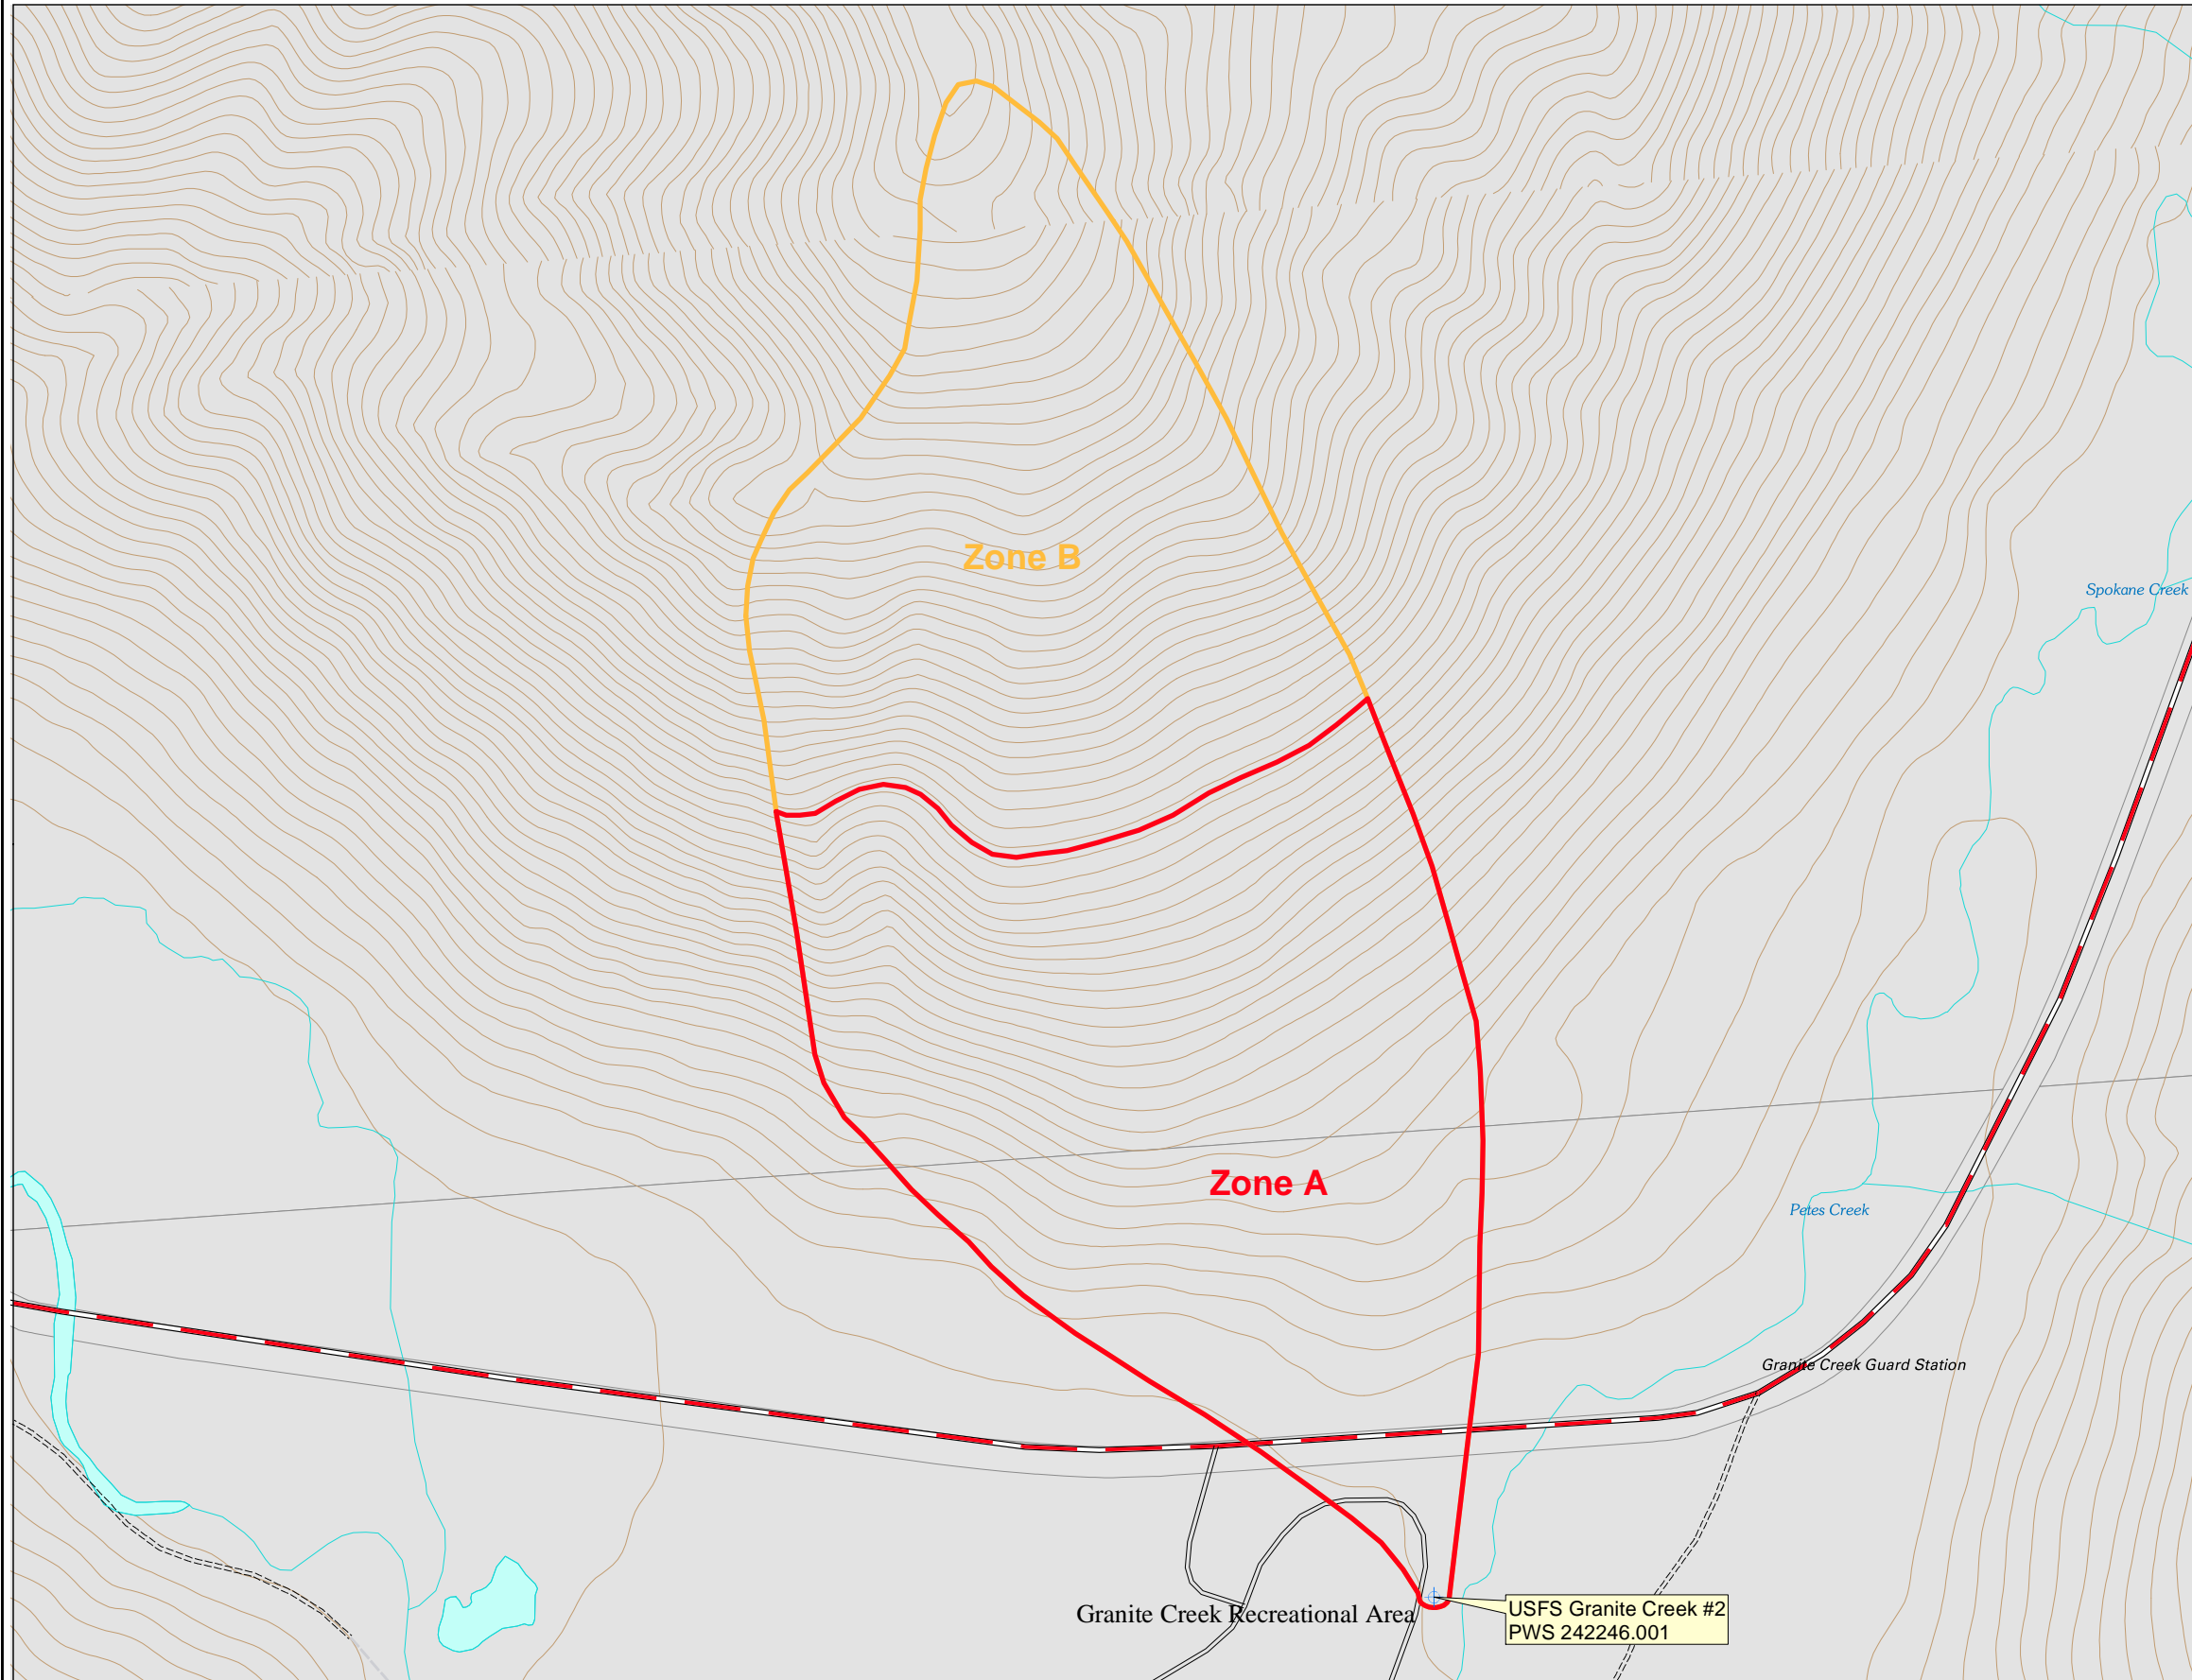 Zone B
Spokane Creek
Zone A
Petes Creek
Granite Creek Guard Station
Granite Creek Recreational Area
USFS Granite Creek #2
PWS 242246.001